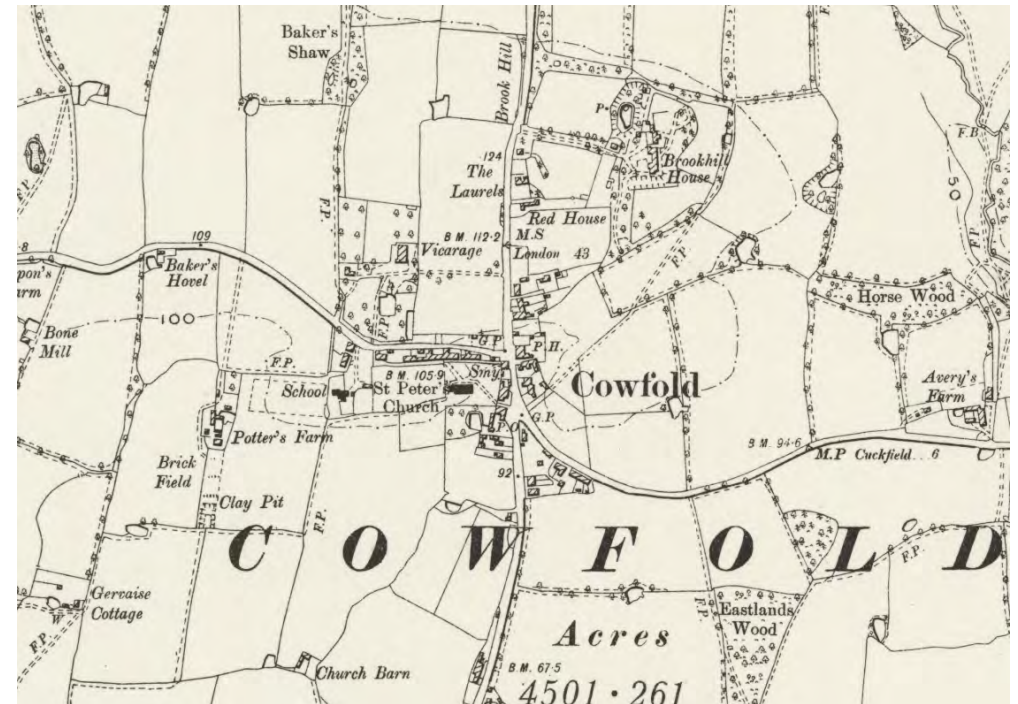 Baker's
Shaw
Brook Hill
F.P.
F.B.
P.
F.P.
124
The
Laurels
Brookhill
House
50
F.P.
F.P.
Red House
M.S
London 43
B M. 112·2
Vicarage
F.P.
109
·8
Baker's
Hovel
F.P.
Horse Wood
Bone
Mill
100
G.P.
P.H.
F.P.
F.P.
B M. 105·9
Smy.
School
St Peter's
Church
Cowfold
Avery's
Farm
P.O.
G.P.
Potter's Farm
B M. 94·6
M.P Cuckfield...6
Brick
Field
92
Clay Pit
F.P.
COWFOLD
F.P.
Gervaise
Cottage
W
F.P.
F.P.
Eastlands
Wood
Acres
Church Barn
B M. 67·5
4501·261